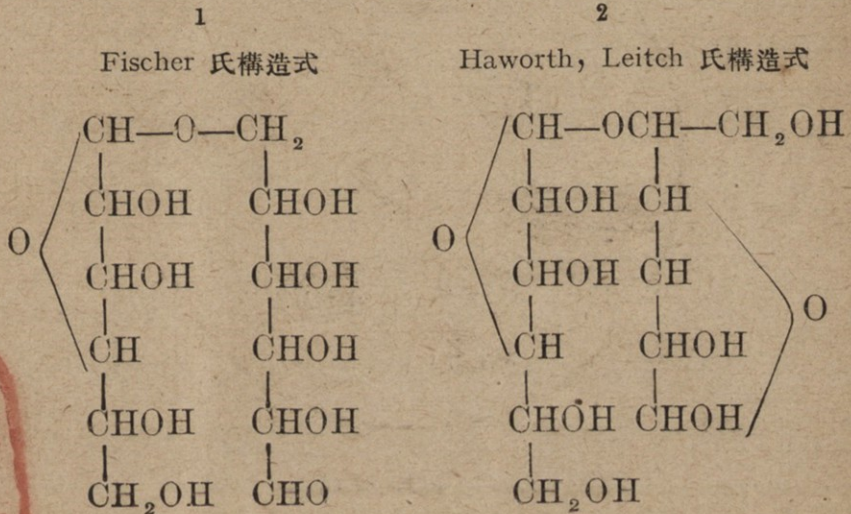 1 2
Fischer 氏構造式 Haworth, Leitch 氏構造式
CH—O—CH₂ CH—OCH—CH₂OH
CHOH CHOH CHOH CH
O O
CHOH CHOH CHOH CH
O
CH CHOH CH CHOH
CHOH CHOH CHOH CHOH
CH₂OH CHO CH₂OH